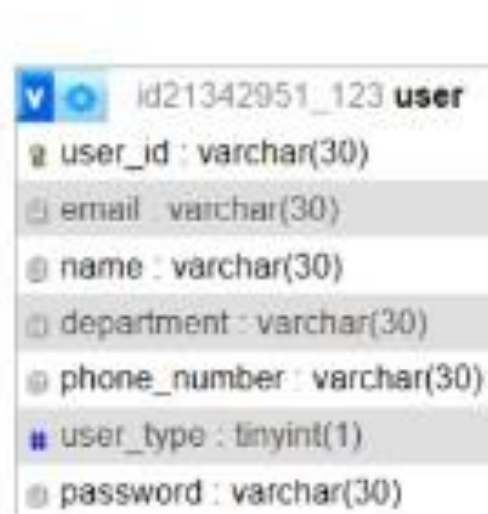 v id21342951_123 user
user_id : varchar(30)
email : varchar(30)
name : varchar(30)
department : varchar(30)
phone_number : varchar(30)
# user_type : tinyint(1)
password : varchar(30)